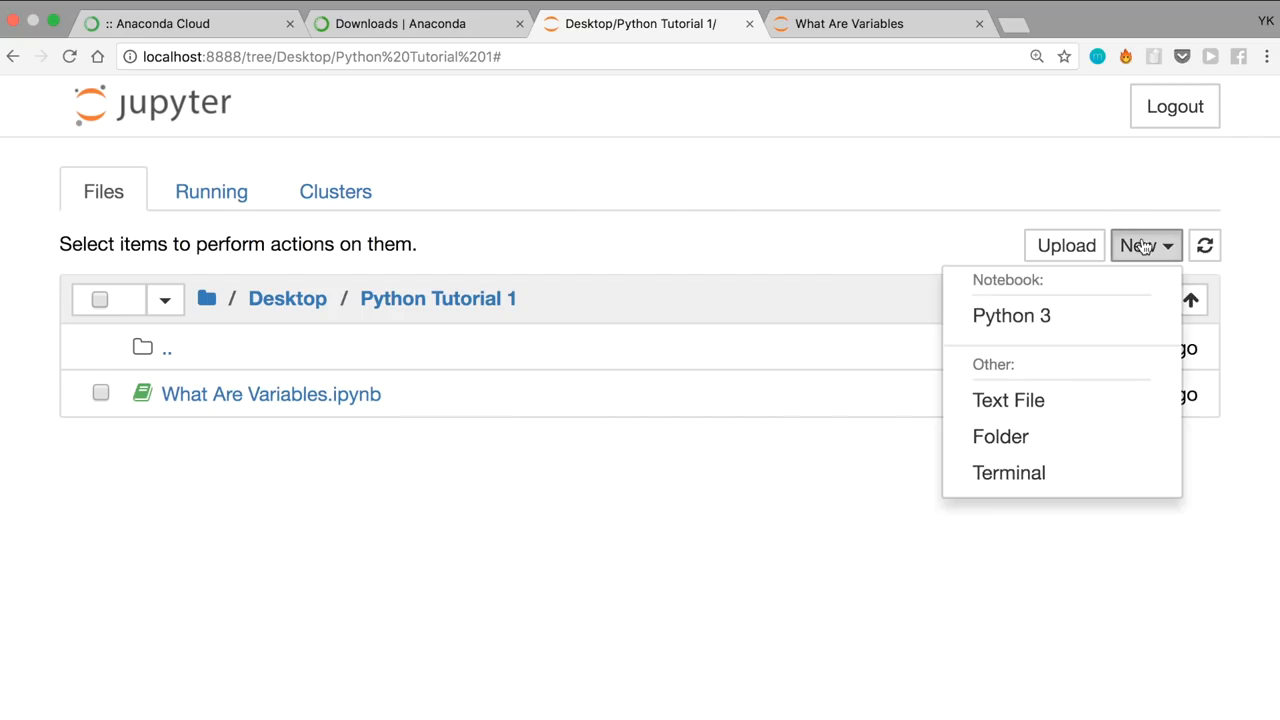 :: Anaconda Cloud
Downloads | Anaconda
Desktop/Python Tutorial 1/
What Are Variables
YK
localhost:8888/tree/Desktop/Python%20Tutorial%201#
jupyter
Logout
Files
Running
Clusters
Select items to perform actions on them.
Upload
New
/ Desktop / Python Tutorial 1
Notebook:
Python 3
..
go
Other:
What Are Variables.ipynb
go
Text File
Folder
Terminal